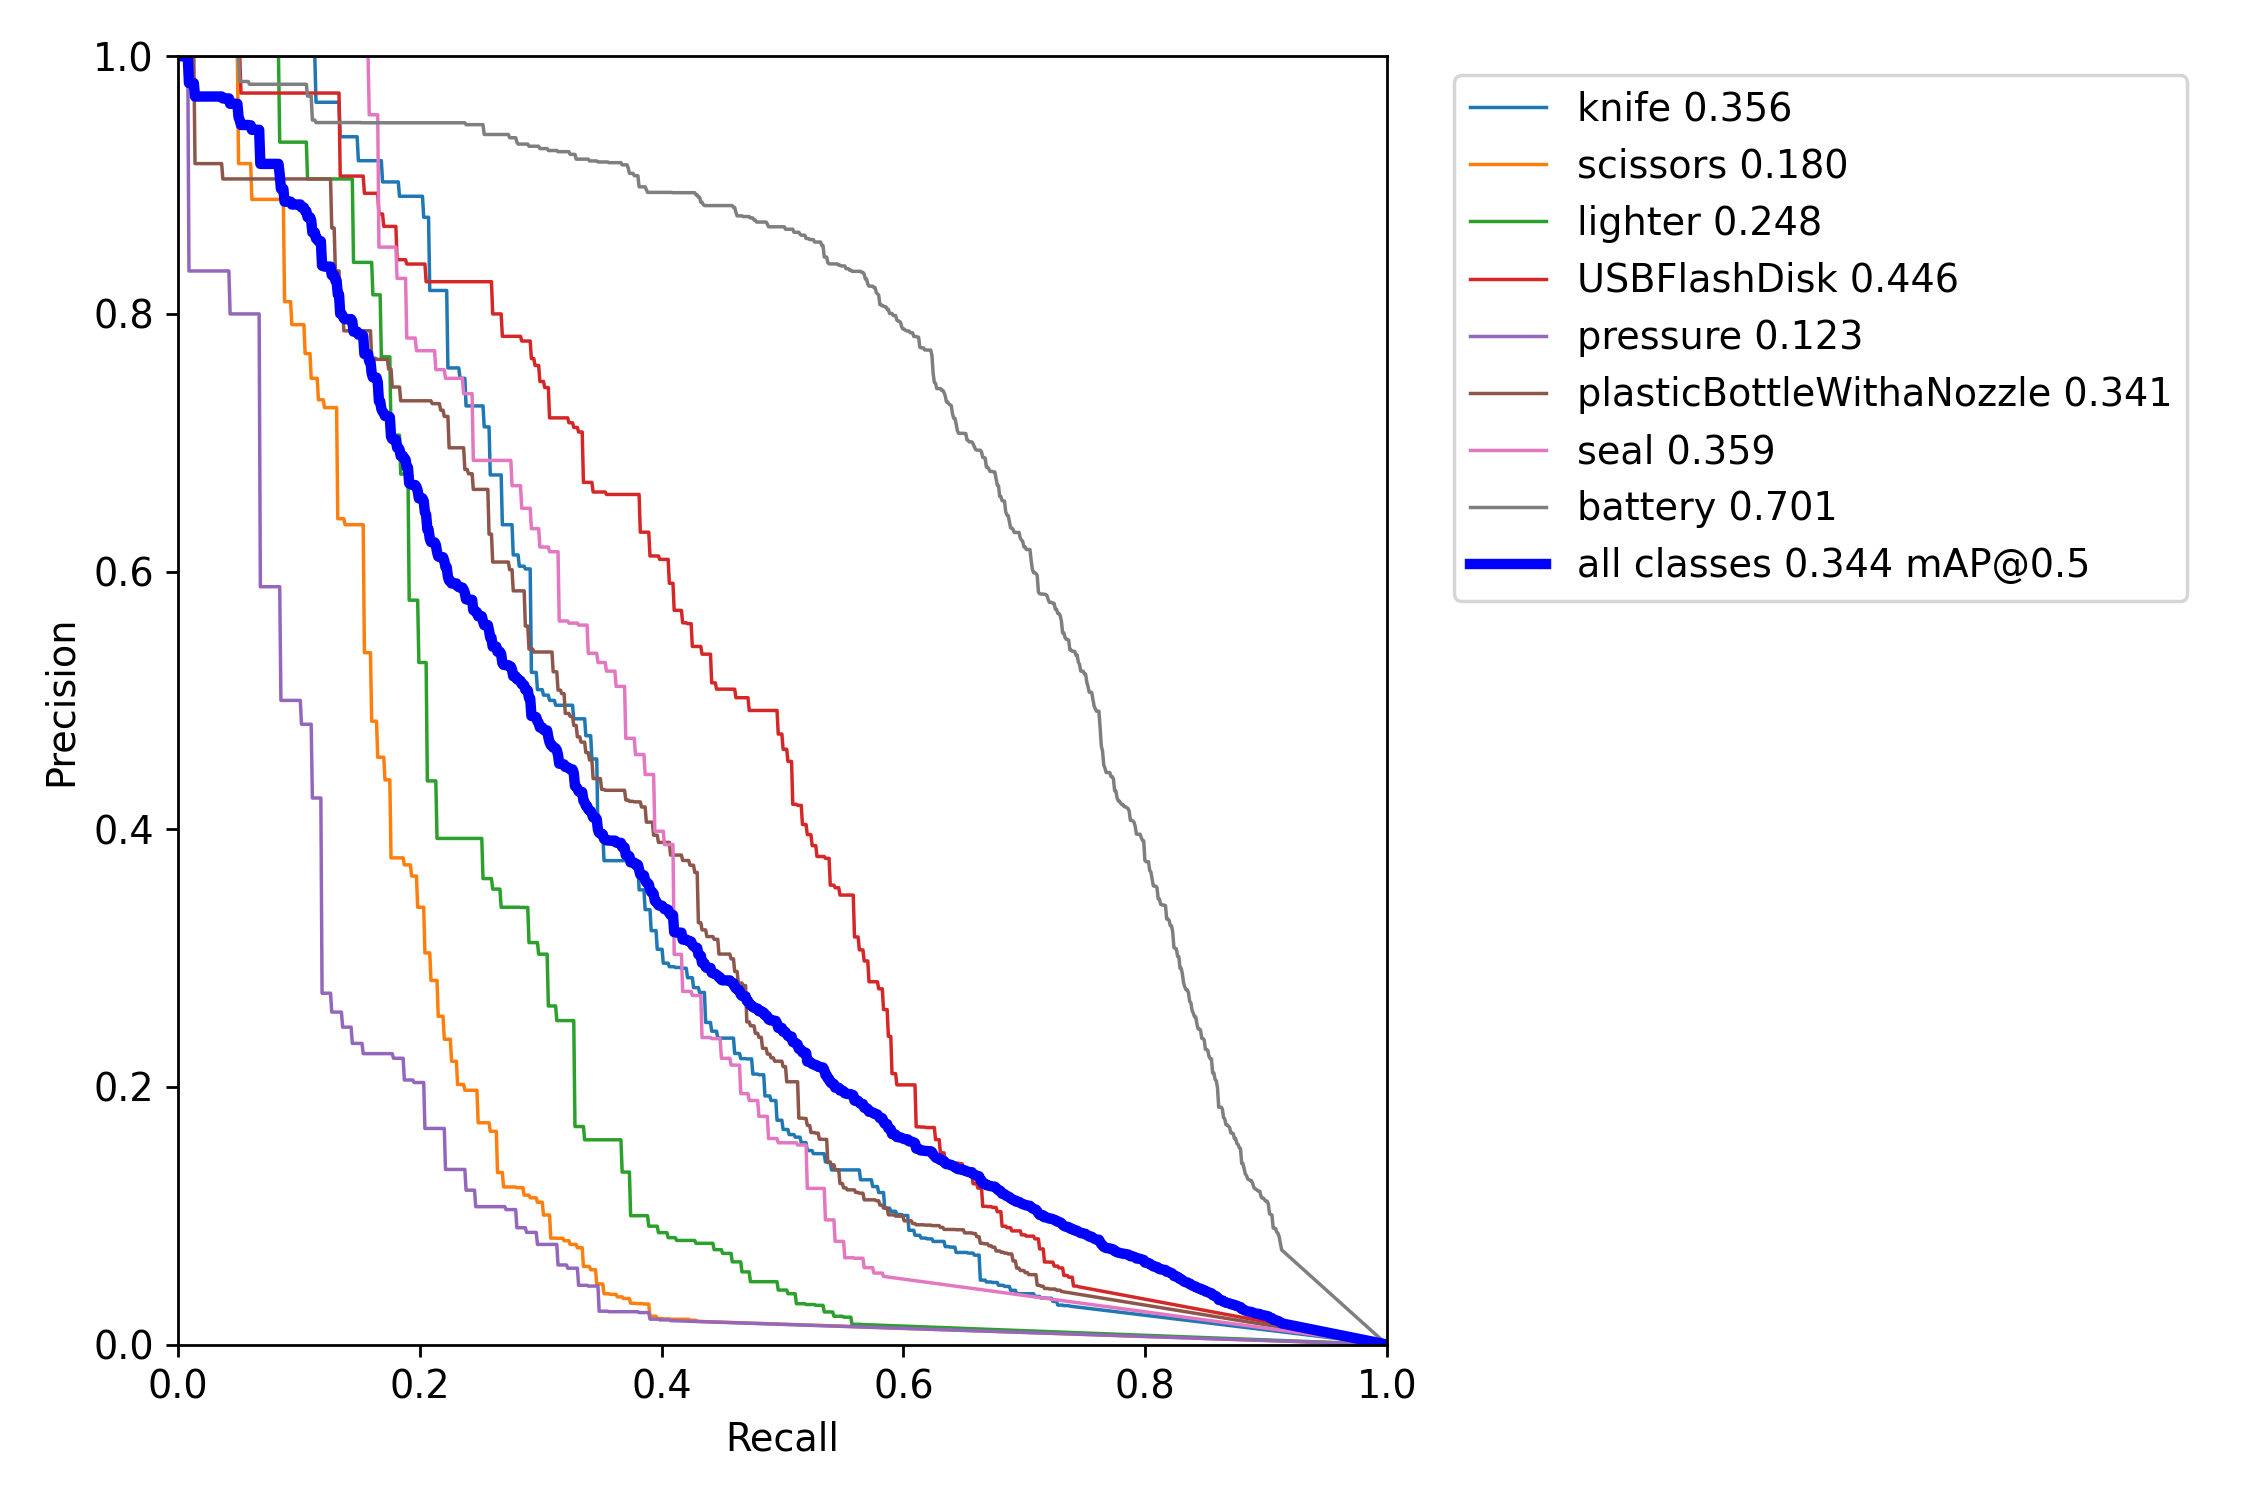 1.0
0.8
0.6
0.4
0.2
0.0
Precision
0.0 0.2 0.4 0.6 0.8 1.0
Recall
knife 0.356
scissors 0.180
lighter 0.248
USBFlashDisk 0.446
pressure 0.123
plasticBottleWithaNozzle 0.341
seal 0.359
battery 0.701
all classes 0.344 mAP@0.5